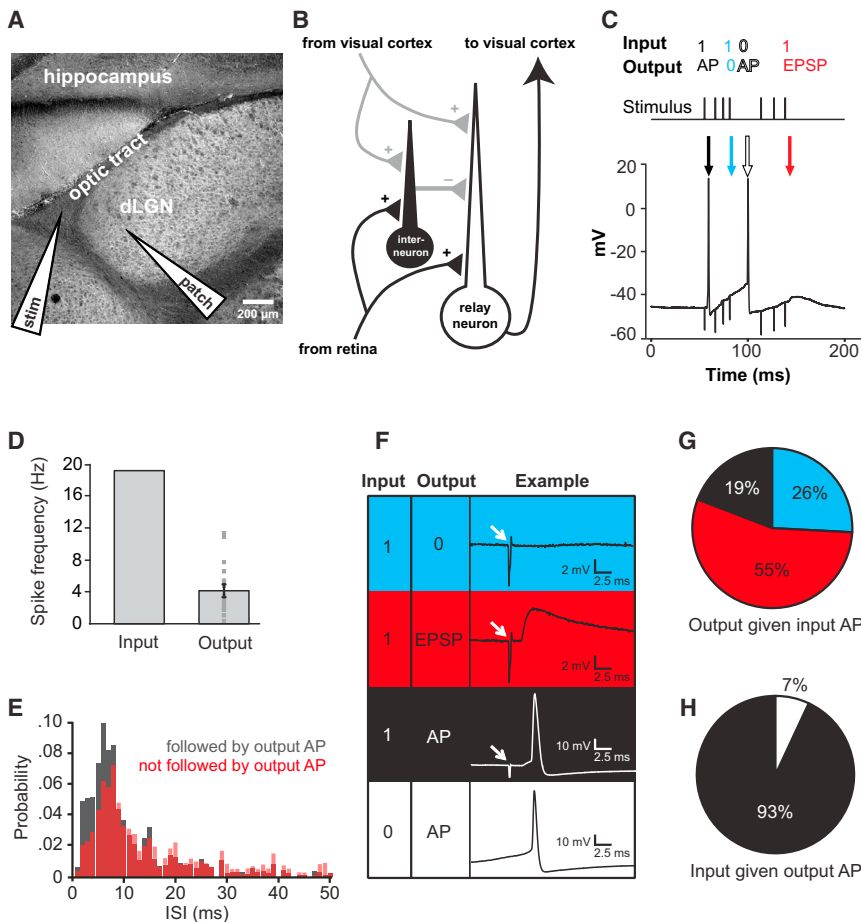 A
hippocampus
optic tract
dLGN
stim
patch
200 µm
B
from visual cortex
to visual cortex
+
+
−
+
+
inter-
neuron
relay
neuron
from retina
C
Input 1 1 0 1
Output AP 0 AP EPSP
Stimulus
20
0
-20
-40
-60
mV
0 100 200
Time (ms)
D
Spike frequency (Hz)
20
16
12
8
4
0
Input Output
E
Probability
.10
.08
.06
.04
.02
0
followed by output AP
not followed by output AP
0 10 20 30 40 50
ISI (ms)
F
Input Output Example
1 0
2 mV
2.5 ms
1 EPSP
2 mV
2.5 ms
1 AP
10 mV
2.5 ms
0 AP
10 mV
2.5 ms
G
19%
26%
55%
Output given input AP
H
7%
93%
Input given output AP